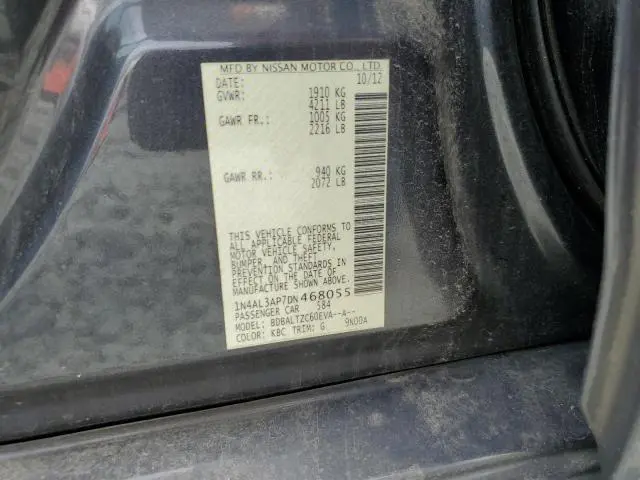 MFD BY NISSAN MOTOR CO., LTD.
DATE: 10/12
GVWR: 1910 KG
4211 LB
GAWR FR.: 1005 KG
2216 LB
GAWR RR.: 940 KG
2072 LB
THIS VEHICLE CONFORMS TO
ALL APPLICABLE FEDERAL
MOTOR VEHICLE SAFETY,
BUMPER, AND THEFT
PREVENTION STANDARDS IN
EFFECT ON THE DATE OF
MANUFACTURE SHOWN ABOVE.
1N4AL3AP7DN468055
PASSENGER CAR 584
MODEL: BDBALTZC60EVA--A--
COLOR: KBC TRIM: G 9N00A